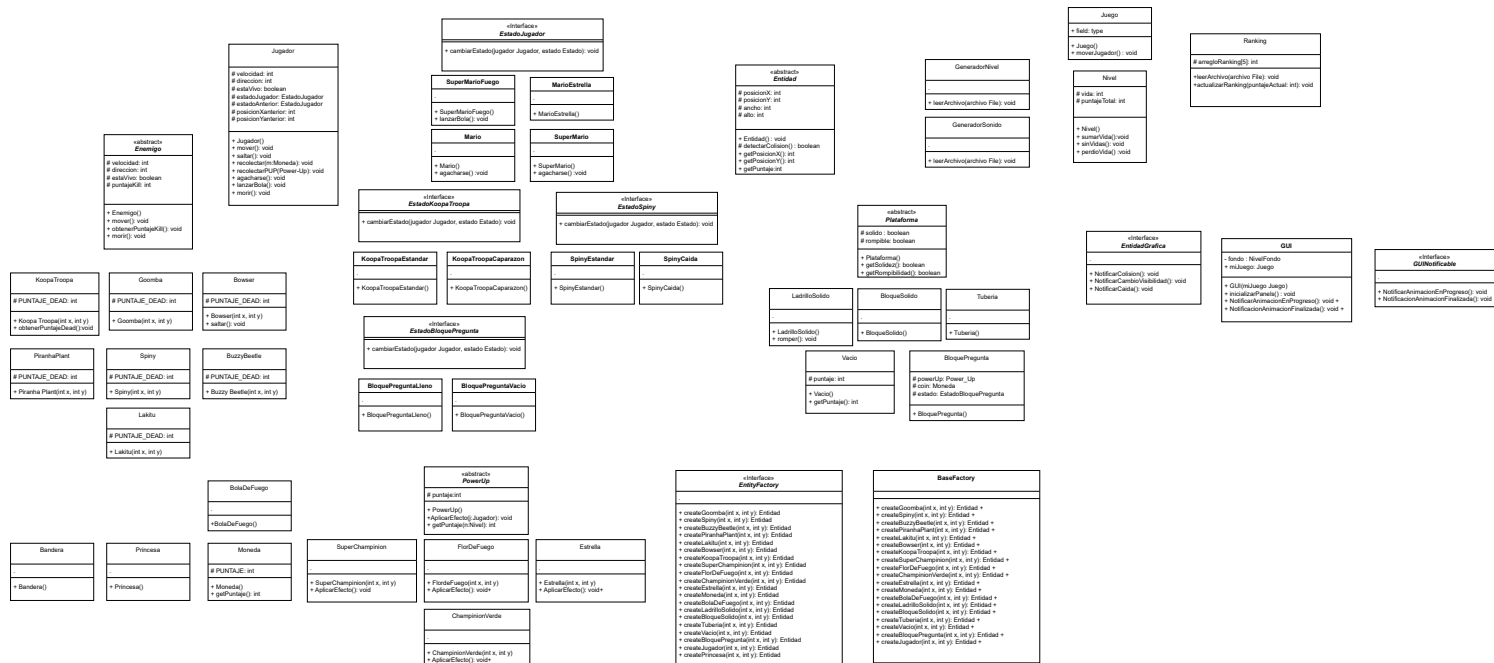 Jugador
# velocidad: int
# direccion: int
# estaVivo: boolean
# estadoJugador: EstadoJugador
# estadoAnterior: EstadoJugador
# posicionXanterior: int
# posicionYanterior: int
+ Jugador()
+ mover(): void
+ saltar(): void
+ recolectar(m:Moneda): void
+ recolectarPUP(Power-Up): void
+ agacharse(): void
+ lanzarBola(): void
+ morir(): void
«Interface»
EstadoJugador
+ cambiarEstado(jugador Jugador, estado Estado): void
SuperMarioFuego
+ SuperMarioFuego()
+ lanzarBola(): void
MarioEstrella
+ MarioEstrella()
Mario
+ Mario()
+ agacharse() :void
SuperMario
+ SuperMario()
+ agacharse() :void
«abstract»
Entidad
# posicionX: int
# posicionY: int
# ancho: int
# alto: int
+ Entidad() : void
# detectarColision() : boolean
+ getPosicionX(): int
+ getPosicionY(): int
+ getPuntaje:int
GeneradorNivel
+ leerArchivo(archivo File): void
GeneradorSonido
+ leerArchivo(archivo File): void
Juego
+ field: type
+ Juego()
+ moverJugador() : void
Nivel
# vida: int
# puntajeTotal: int
+ Nivel()
+ sumarVida():void
+ sinVidas(): void
+ perdioVida() : void
Ranking
# arregloRanking[5]: int
+leerArchivo(archivo File): void
+actualizarRanking(puntajeActual: int): void
«abstract»
Enemigo
# velocidad: int
# direccion: int
# estaVivo: boolean
# puntajeKill: int
+ Enemigo()
+ mover(): void
+ obtenerPuntajeKill(): void
+ morir(): void
«Interface»
EstadoKoopaTroopa
+ cambiarEstado(jugador Jugador, estado Estado): void
«Interface»
EstadoSpiny
+ cambiarEstado(jugador Jugador, estado Estado): void
KoopaTroopaEstandar
+ KoopaTroopaEstandar()
KoopaTroopaCaparazon
+ KoopaTroopaCaparazon()
SpinyEstandar
+ SpinyEstandar()
SpinyCaida
+ SpinyCaida()
«abstract»
Plataforma
# solido : boolean
# rompible: boolean
+ Plataforma()
+ getSolidez(): boolean
+ getRompibilidad(): boolean
«Interface»
EntidadGrafica
+ NotificarColision(): void
+ NotificarCambioVisibilidad(): void
+ NotificarCaida(): void
GUI
- fondo : NivelFondo
+ miJuego: Juego
+ GUI(miJuego Juego)
+ inicializarPanels() : void
+ NotificarAnimacionEnProgreso(): void +
+ NotificacionAnimacionFinalizada(): void +
«Interface»
GUINotificable
+ NotificarAnimacionEnProgreso(): void
+ NotificacionAnimacionFinalizada(): void
KoopaTroopa
# PUNTAJE_DEAD: int
+ Koopa Troopa(int x, int y)
+ obtenerPuntajeDead():void
Goomba
# PUNTAJE_DEAD: int
+ Goomba(int x, int y)
Bowser
# PUNTAJE_DEAD: int
+ Bowser(int x, int y)
+ saltar(): void
LadrilloSolido
+ LadrilloSolido()
+ romper(): void
BloqueSolido
+ BloqueSolido()
Tuberia
+ Tuberia()
«Interface»
EstadoBloquePregunta
+ cambiarEstado(jugador Jugador, estado Estado): void
PiranhaPlant
# PUNTAJE_DEAD: int
+ Piranha Plant(int x, int y)
Spiny
# PUNTAJE_DEAD: int
+ Spiny(int x, int y)
BuzzyBeetle
# PUNTAJE_DEAD: int
+ Buzzy Beetle(int x, int y)
Vacio
# puntaje: int
+ Vacio()
+ getPuntaje(): int
BloquePregunta
# powerUp: Power_Up
# coin: Moneda
# estado: EstadoBloquePregunta
+ BloquePregunta()
BloquePreguntaLleno
+ BloquePreguntaLleno()
BloquePreguntaVacio
+ BloquePreguntaVacio()
Lakitu
# PUNTAJE_DEAD: int
+ Lakitu(int x, int y)
BolaDeFuego
+BolaDeFuego()
«abstract»
PowerUp
# puntaje:int
+ PowerUp()
+AplicarEfecto(j:Jugador): void
+ getPuntaje(n:Nivel): int
Bandera
+ Bandera()
Princesa
+ Princesa()
Moneda
# PUNTAJE: int
+ Moneda()
+ getPuntaje(): int
SuperChampinion
+ SuperChampinion(int x, int y)
+ AplicarEfecto(): void
FlorDeFuego
+ FlordeFuego(int x, int y)
+ AplicarEfecto(): void+
Estrella
+ Estrella(int x, int y)
+ AplicarEfecto(): void+
ChampinionVerde
+ ChampinionVerde(int x, int y)
+ AplicarEfecto(): void+
«Interface»
EntityFactory
+ createGoomba(int x, int y): Entidad
+ createSpiny(int x, int y): Entidad
+ createBuzzyBeetle(int x, int y): Entidad
+ createPiranhaPlant(int x, int y): Entidad
+ createLakitu(int x, int y): Entidad
+ createBowser(int x, int y): Entidad
+ createKoopaTroopa(int x, int y): Entidad
+ createSuperChampinion(int x, int y): Entidad
+ createFlorDeFuego(int x, int y): Entidad
+ createChampinionVerde(int x, int y): Entidad
+ createEstrella(int x, int y): Entidad
+ createMoneda(int x, int y): Entidad
+ createBolaDeFuego(int x, int y): Entidad
+ createLadrilloSolido(int x, int y): Entidad
+ createBloqueSolido(int x, int y): Entidad
+ createTuberia(int x, int y): Entidad
+ createVacio(int x, int y): Entidad
+ createBloquePregunta(int x, int y): Entidad
+ createJugador(int x, int y): Entidad
+ createPrincesa(int x, int y): Entidad
BaseFactory
+ createGoomba(int x, int y): Entidad +
+ createSpiny(int x, int y): Entidad +
+ createBuzzyBeetle(int x, int y): Entidad +
+ createPiranhaPlant(int x, int y): Entidad +
+ createLakitu(int x, int y): Entidad +
+ createBowser(int x, int y): Entidad +
+ createKoopaTroopa(int x, int y): Entidad +
+ createSuperChampinion(int x, int y): Entidad +
+ createFlorDeFuego(int x, int y): Entidad +
+ createChampinionVerde(int x, int y): Entidad +
+ createEstrella(int x, int y): Entidad +
+ createMoneda(int x, int y): Entidad +
+ createBolaDeFuego(int x, int y): Entidad +
+ createLadrilloSolido(int x, int y): Entidad +
+ createBloqueSolido(int x, int y): Entidad +
+ createTuberia(int x, int y): Entidad +
+ createVacio(int x, int y): Entidad +
+ createBloquePregunta(int x, int y): Entidad +
+ createJugador(int x, int y): Entidad +